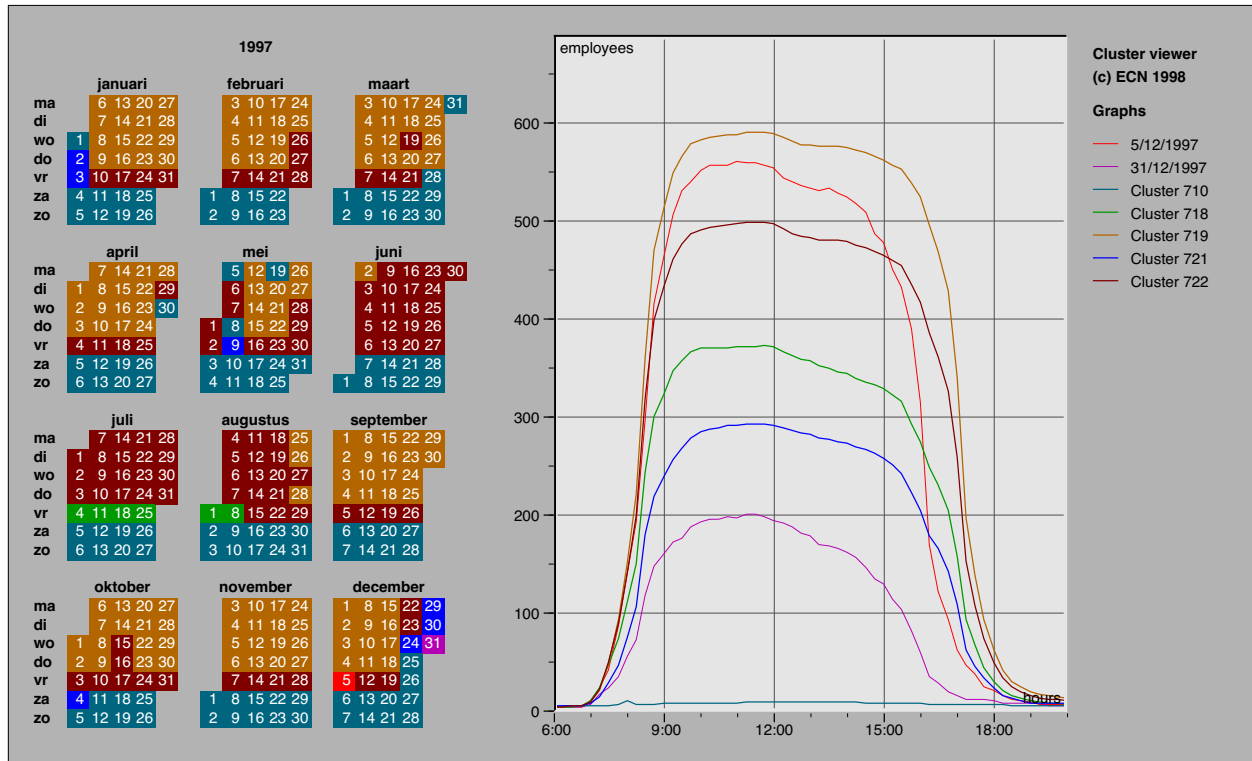 1997
januari februari maart
ma 6 13 20 27 3 10 17 24 3 10 17 24 31
di 7 14 21 28 4 11 18 25 4 11 18 25
wo 1 8 15 22 29 5 12 19 26 5 12 19 26
do 2 9 16 23 30 6 13 20 27 6 13 20 27
vr 3 10 17 24 31 7 14 21 28 7 14 21 28
za 4 11 18 25 1 8 15 22 1 8 15 22 29
zo 5 12 19 26 2 9 16 23 2 9 16 23 30
april mei juni
ma 7 14 21 28 5 12 19 26 2 9 16 23 30
di 1 8 15 22 29 6 13 20 27 3 10 17 24
wo 2 9 16 23 30 7 14 21 28 4 11 18 25
do 3 10 17 24 1 8 15 22 29 5 12 19 26
vr 4 11 18 25 2 9 16 23 30 6 13 20 27
za 5 12 19 26 3 10 17 24 31 7 14 21 28
zo 6 13 20 27 4 11 18 25 1 8 15 22 29
juli augustus september
ma 7 14 21 28 4 11 18 25 1 8 15 22 29
di 1 8 15 22 29 5 12 19 26 2 9 16 23 30
wo 2 9 16 23 30 6 13 20 27 3 10 17 24
do 3 10 17 24 31 7 14 21 28 4 11 18 25
vr 4 11 18 25 1 8 15 22 29 5 12 19 26
za 5 12 19 26 2 9 16 23 30 6 13 20 27
zo 6 13 20 27 3 10 17 24 31 7 14 21 28
oktober november december
ma 6 13 20 27 3 10 17 24 1 8 15 22 29
di 7 14 21 28 4 11 18 25 2 9 16 23 30
wo 1 8 15 22 29 5 12 19 26 3 10 17 24 31
do 2 9 16 23 30 6 13 20 27 4 11 18 25
vr 3 10 17 24 31 7 14 21 28 5 12 19 26
za 4 11 18 25 1 8 15 22 29 6 13 20 27
zo 5 12 19 26 2 9 16 23 30 7 14 21 28
employees
600
500
400
300
200
100
0
hours
6:00 9:00 12:00 15:00 18:00
Cluster viewer
(c) ECN 1998
Graphs
5/12/1997
31/12/1997
Cluster 710
Cluster 718
Cluster 719
Cluster 721
Cluster 722